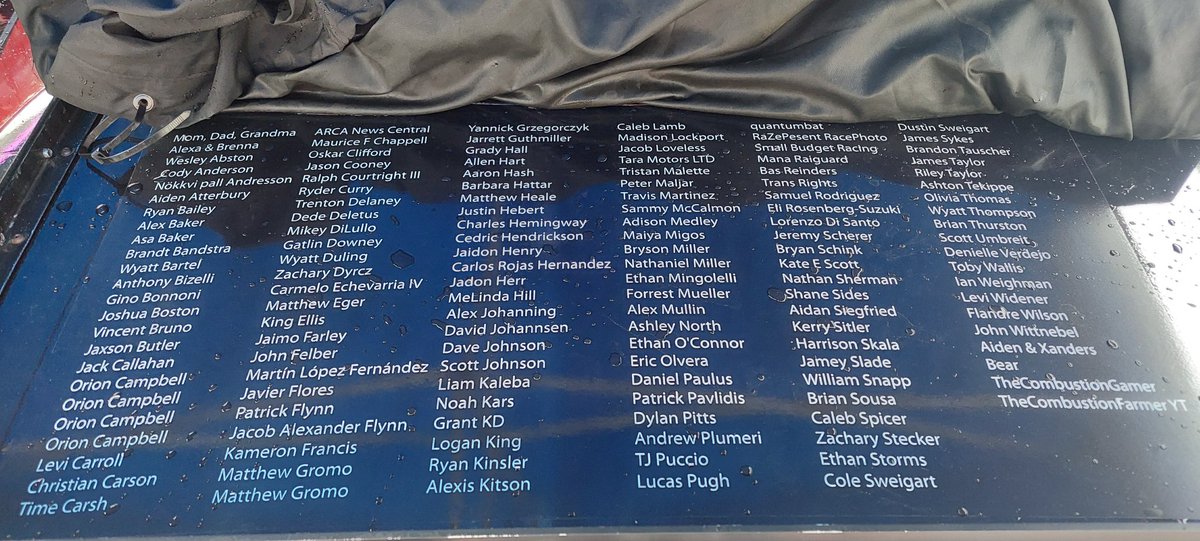 Mom, Dad, Grandma
Alexa & Brenna
Wesley Abston
Cody Anderson
Nökkvi pall Andresson
Aiden Atterbury
Ryan Bailey
Alex Baker
Asa Baker
Brandt Bandstra
Wyatt Bartel
Anthony Bizelli
Gino Bonnoni
Joshua Boston
Vincent Bruno
Jaxson Butler
Jack Callahan
Orion Campbell
Orion Campbell
Orion Campbell
Orion Campbell
Levi Carroll
Christian Carson
Time Carsh
ARCA News Central
Maurice F Chappell
Oskar Clifford
Jason Cooney
Ralph Courtright III
Ryder Curry
Trenton Delaney
Dede Deletus
Mikey DiLullo
Gatlin Downey
Wyatt Duling
Zachary Dyrcz
Carmelo Echevarria IV
Matthew Eger
King Ellis
Jaimo Farley
John Felber
Martín López Fernández
Javier Flores
Patrick Flynn
Jacob Alexander Flynn
Kameron Francis
Matthew Gromo
Matthew Gromo
Yannick Grzegorczyk
Jarrett Guthmiller
Grady Hall
Allen Hart
Aaron Hash
Barbara Hattar
Matthew Heale
Justin Hebert
Charles Hemingway
Cedric Hendrickson
Jaidon Henry
Carlos Rojas Hernandez
Jadon Herr
MeLinda Hill
Alex Johanning
David Johannsen
Dave Johnson
Scott Johnson
Liam Kaleba
Noah Kars
Grant KD
Logan King
Ryan Kinsler
Alexis Kitson
Caleb Lamb
Madison Lockport
Jacob Loveless
Tara Motors LTD
Tristan Malette
Peter Maljar
Travis Martinez
Sammy McCalmon
Adison Medley
Maiya Migos
Bryson Miller
Nathaniel Miller
Ethan Mingolelli
Forrest Mueller
Alex Mullin
Ashley North
Ethan O'Connor
Eric Olvera
Daniel Paulus
Patrick Pavlidis
Dylan Pitts
Andrew Plumeri
TJ Puccio
Lucas Pugh
quantumbat
RaZePesent RacePhoto
Small Budget Racing
Mana Raiguard
Bas Reinders
Trans Rights
Samuel Rodriguez
Eli Rosenberg-Suzuki
Lorenzo Di Santo
Jeremy Scherer
Bryan Schink
Kate E Scott
Nathan Sherman
Shane Sides
Aidan Siegfried
Kerry Sitler
Harrison Skala
Jamey Slade
William Snapp
Brian Sousa
Caleb Spicer
Zachary Stecker
Ethan Storms
Cole Sweigart
Dustin Sweigart
James Sykes
Brandon Tauscher
James Taylor
Riley Taylor
Ashton Tekippe
Olivia Thomas
Wyatt Thompson
Brian Thurston
Scott Umbreit
Denielle Verdejo
Toby Wallis
Ian Weighman
Levi Widener
Flandre Wilson
John Wittnebel
Aiden & Xanders
Bear
TheCombustionGamer
TheCombustionFarmerYT